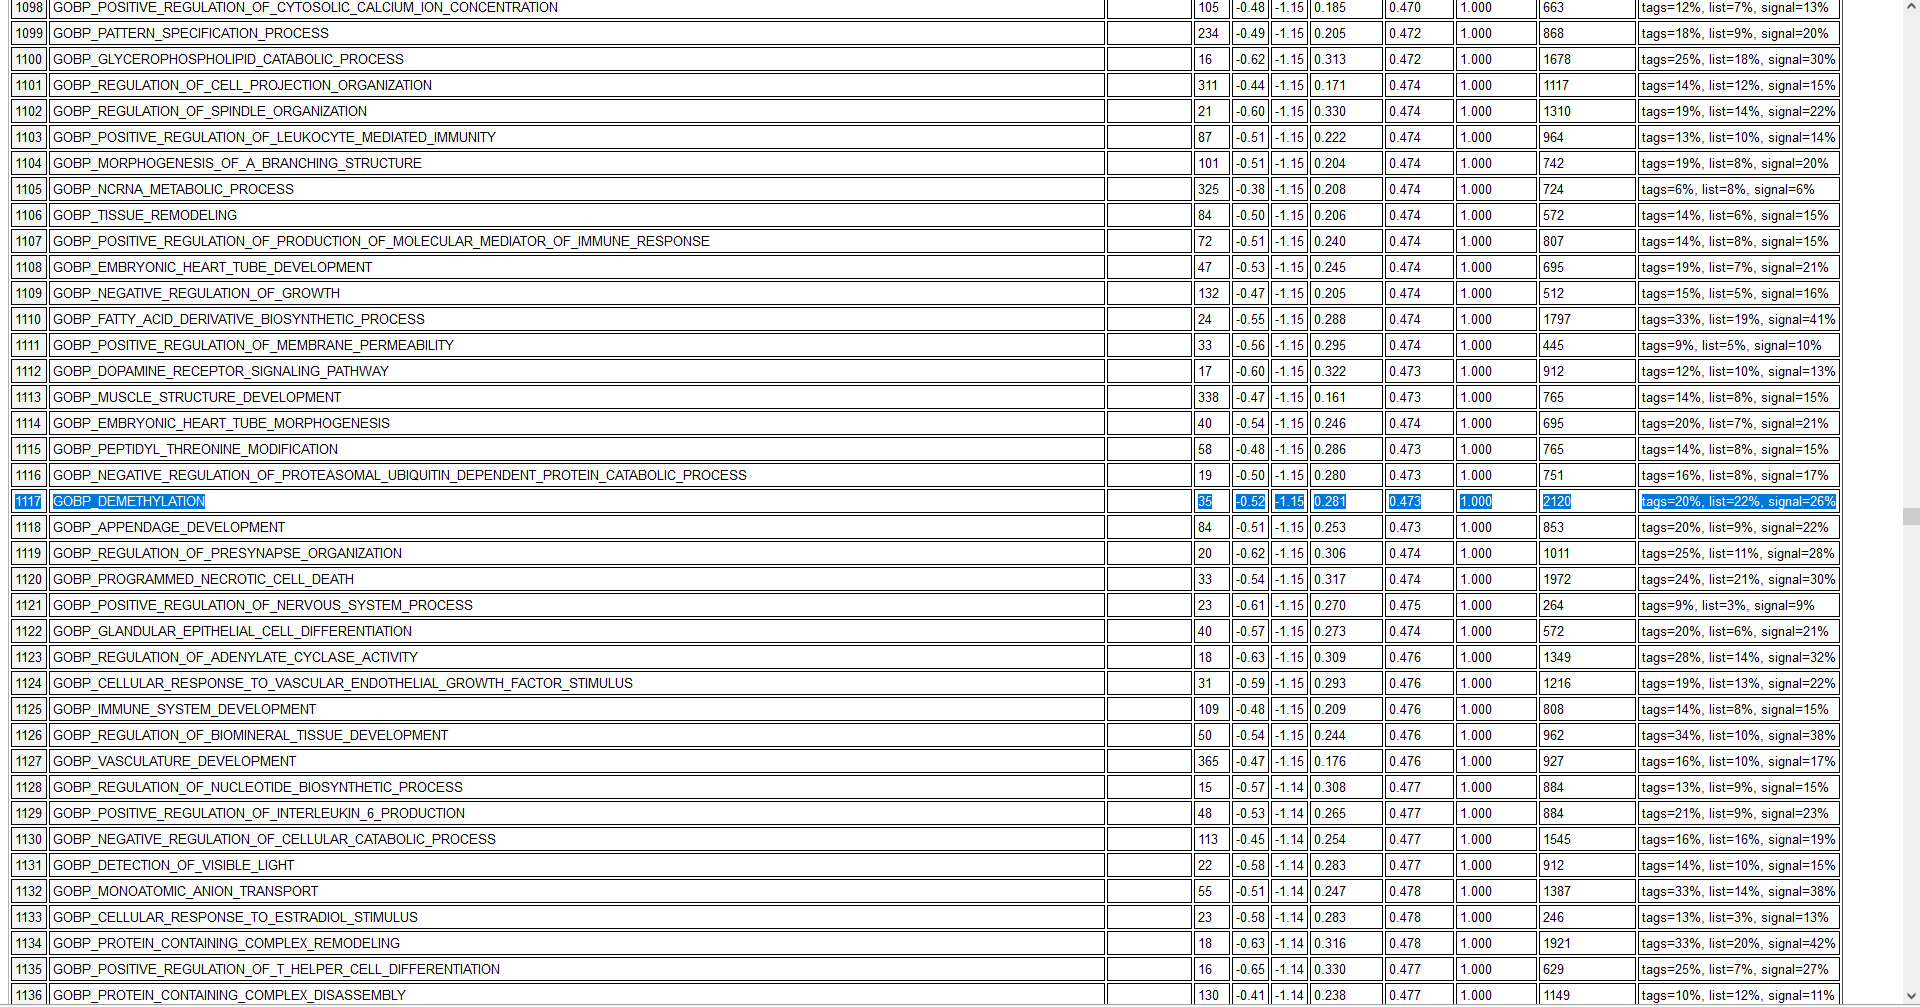 1098 GOBP_POSITIVE_REGULATION_OF_CYTOSOLIC_CALCIUM_ION_CONCENTRATION 105 -0.48 -1.15 0.185 0.470 1.000 663 tags=12%, list=7%, signal=13%
1099 GOBP_PATTERN_SPECIFICATION_PROCESS 234 -0.49 -1.15 0.205 0.472 1.000 868 tags=18%, list=9%, signal=20%
1100 GOBP_GLYCEROPHOSPHOLIPID_CATABOLIC_PROCESS 16 -0.62 -1.15 0.313 0.472 1.000 1678 tags=25%, list=18%, signal=30%
1101 GOBP_REGULATION_OF_CELL_PROJECTION_ORGANIZATION 311 -0.44 -1.15 0.171 0.474 1.000 1117 tags=14%, list=12%, signal=15%
1102 GOBP_REGULATION_OF_SPINDLE_ORGANIZATION 21 -0.60 -1.15 0.330 0.474 1.000 1310 tags=19%, list=14%, signal=22%
1103 GOBP_POSITIVE_REGULATION_OF_LEUKOCYTE_MEDIATED_IMMUNITY 87 -0.51 -1.15 0.222 0.474 1.000 964 tags=13%, list=10%, signal=14%
1104 GOBP_MORPHOGENESIS_OF_A_BRANCHING_STRUCTURE 101 -0.51 -1.15 0.204 0.474 1.000 742 tags=19%, list=8%, signal=20%
1105 GOBP_NCRNA_METABOLIC_PROCESS 325 -0.38 -1.15 0.208 0.474 1.000 724 tags=6%, list=8%, signal=6%
1106 GOBP_TISSUE_REMODELING 84 -0.50 -1.15 0.206 0.474 1.000 572 tags=14%, list=6%, signal=15%
1107 GOBP_POSITIVE_REGULATION_OF_PRODUCTION_OF_MOLECULAR_MEDIATOR_OF_IMMUNE_RESPONSE 72 -0.51 -1.15 0.240 0.474 1.000 807 tags=14%, list=8%, signal=15%
1108 GOBP_EMBRYONIC_HEART_TUBE_DEVELOPMENT 47 -0.53 -1.15 0.245 0.474 1.000 695 tags=19%, list=7%, signal=21%
1109 GOBP_NEGATIVE_REGULATION_OF_GROWTH 132 -0.47 -1.15 0.205 0.474 1.000 512 tags=15%, list=5%, signal=16%
1110 GOBP_FATTY_ACID_DERIVATIVE_BIOSYNTHETIC_PROCESS 24 -0.55 -1.15 0.288 0.474 1.000 1797 tags=33%, list=19%, signal=41%
1111 GOBP_POSITIVE_REGULATION_OF_MEMBRANE_PERMEABILITY 33 -0.56 -1.15 0.295 0.474 1.000 445 tags=9%, list=5%, signal=10%
1112 GOBP_DOPAMINE_RECEPTOR_SIGNALING_PATHWAY 17 -0.60 -1.15 0.322 0.473 1.000 912 tags=12%, list=10%, signal=13%
1113 GOBP_MUSCLE_STRUCTURE_DEVELOPMENT 338 -0.47 -1.15 0.161 0.473 1.000 765 tags=14%, list=8%, signal=15%
1114 GOBP_EMBRYONIC_HEART_TUBE_MORPHOGENESIS 40 -0.54 -1.15 0.246 0.473 1.000 695 tags=20%, list=7%, signal=21%
1115 GOBP_PEPTIDYL_THREONINE_MODIFICATION 58 -0.48 -1.15 0.286 0.473 1.000 765 tags=14%, list=8%, signal=15%
1116 GOBP_NEGATIVE_REGULATION_OF_PROTEASOMAL_UBIQUITIN_DEPENDENT_PROTEIN_CATABOLIC_PROCESS 19 -0.50 -1.15 0.280 0.473 1.000 751 tags=16%, list=8%, signal=17%
1117 GOBP_DEMETHYLATION 35 -0.52 -1.15 0.281 0.473 1.000 2120 tags=20%, list=22%, signal=26%
1118 GOBP_APPENDAGE_DEVELOPMENT 84 -0.51 -1.15 0.253 0.473 1.000 853 tags=20%, list=9%, signal=22%
1119 GOBP_REGULATION_OF_PRESYNAPSE_ORGANIZATION 20 -0.62 -1.15 0.306 0.474 1.000 1011 tags=25%, list=11%, signal=28%
1120 GOBP_PROGRAMMED_NECROTIC_CELL_DEATH 33 -0.54 -1.15 0.317 0.474 1.000 1972 tags=24%, list=21%, signal=30%
1121 GOBP_POSITIVE_REGULATION_OF_NERVOUS_SYSTEM_PROCESS 23 -0.61 -1.15 0.270 0.475 1.000 264 tags=9%, list=3%, signal=9%
1122 GOBP_GLANDULAR_EPITHELIAL_CELL_DIFFERENTIATION 40 -0.57 -1.15 0.273 0.474 1.000 572 tags=20%, list=6%, signal=21%
1123 GOBP_REGULATION_OF_ADENYLATE_CYCLASE_ACTIVITY 18 -0.63 -1.15 0.309 0.476 1.000 1349 tags=28%, list=14%, signal=32%
1124 GOBP_CELLULAR_RESPONSE_TO_VASCULAR_ENDOTHELIAL_GROWTH_FACTOR_STIMULUS 31 -0.59 -1.15 0.293 0.476 1.000 1216 tags=19%, list=13%, signal=22%
1125 GOBP_IMMUNE_SYSTEM_DEVELOPMENT 109 -0.48 -1.15 0.209 0.476 1.000 808 tags=14%, list=8%, signal=15%
1126 GOBP_REGULATION_OF_BIOMINERAL_TISSUE_DEVELOPMENT 50 -0.54 -1.15 0.244 0.476 1.000 962 tags=34%, list=10%, signal=38%
1127 GOBP_VASCULATURE_DEVELOPMENT 365 -0.47 -1.15 0.176 0.476 1.000 927 tags=16%, list=10%, signal=17%
1128 GOBP_REGULATION_OF_NUCLEOTIDE_BIOSYNTHETIC_PROCESS 15 -0.57 -1.14 0.308 0.477 1.000 884 tags=13%, list=9%, signal=15%
1129 GOBP_POSITIVE_REGULATION_OF_INTERLEUKIN_6_PRODUCTION 48 -0.53 -1.14 0.265 0.477 1.000 884 tags=21%, list=9%, signal=23%
1130 GOBP_NEGATIVE_REGULATION_OF_CELLULAR_CATABOLIC_PROCESS 113 -0.45 -1.14 0.254 0.477 1.000 1545 tags=16%, list=16%, signal=19%
1131 GOBP_DETECTION_OF_VISIBLE_LIGHT 22 -0.58 -1.14 0.283 0.477 1.000 912 tags=14%, list=10%, signal=15%
1132 GOBP_MONOATOMIC_ANION_TRANSPORT 55 -0.51 -1.14 0.247 0.478 1.000 1387 tags=33%, list=14%, signal=38%
1133 GOBP_CELLULAR_RESPONSE_TO_ESTRADIOL_STIMULUS 23 -0.58 -1.14 0.283 0.478 1.000 246 tags=13%, list=3%, signal=13%
1134 GOBP_PROTEIN_CONTAINING_COMPLEX_REMODELING 18 -0.63 -1.14 0.316 0.478 1.000 1921 tags=33%, list=20%, signal=42%
1135 GOBP_POSITIVE_REGULATION_OF_T_HELPER_CELL_DIFFERENTIATION 16 -0.65 -1.14 0.330 0.477 1.000 629 tags=25%, list=7%, signal=27%
1136 GOBP_PROTEIN_CONTAINING_COMPLEX_DISASSEMBLY 130 -0.41 -1.14 0.238 0.477 1.000 1149 tags=10%, list=12%, signal=11%